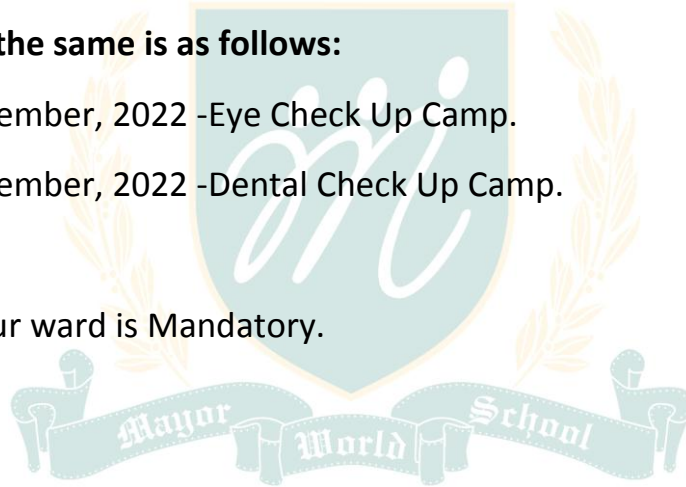 the same is as follows:
ember, 2022 -Eye Check Up Camp.
ember, 2022 -Dental Check Up Camp.
ur ward is Mandatory.
Mayor World School